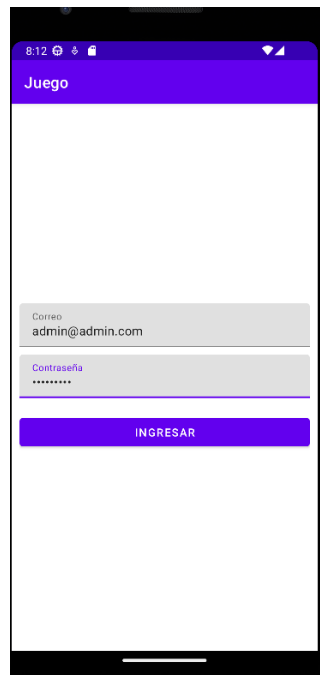 8:12
Juego
Correo
admin@admin.com
Contraseña
•••••••••
INGRESAR